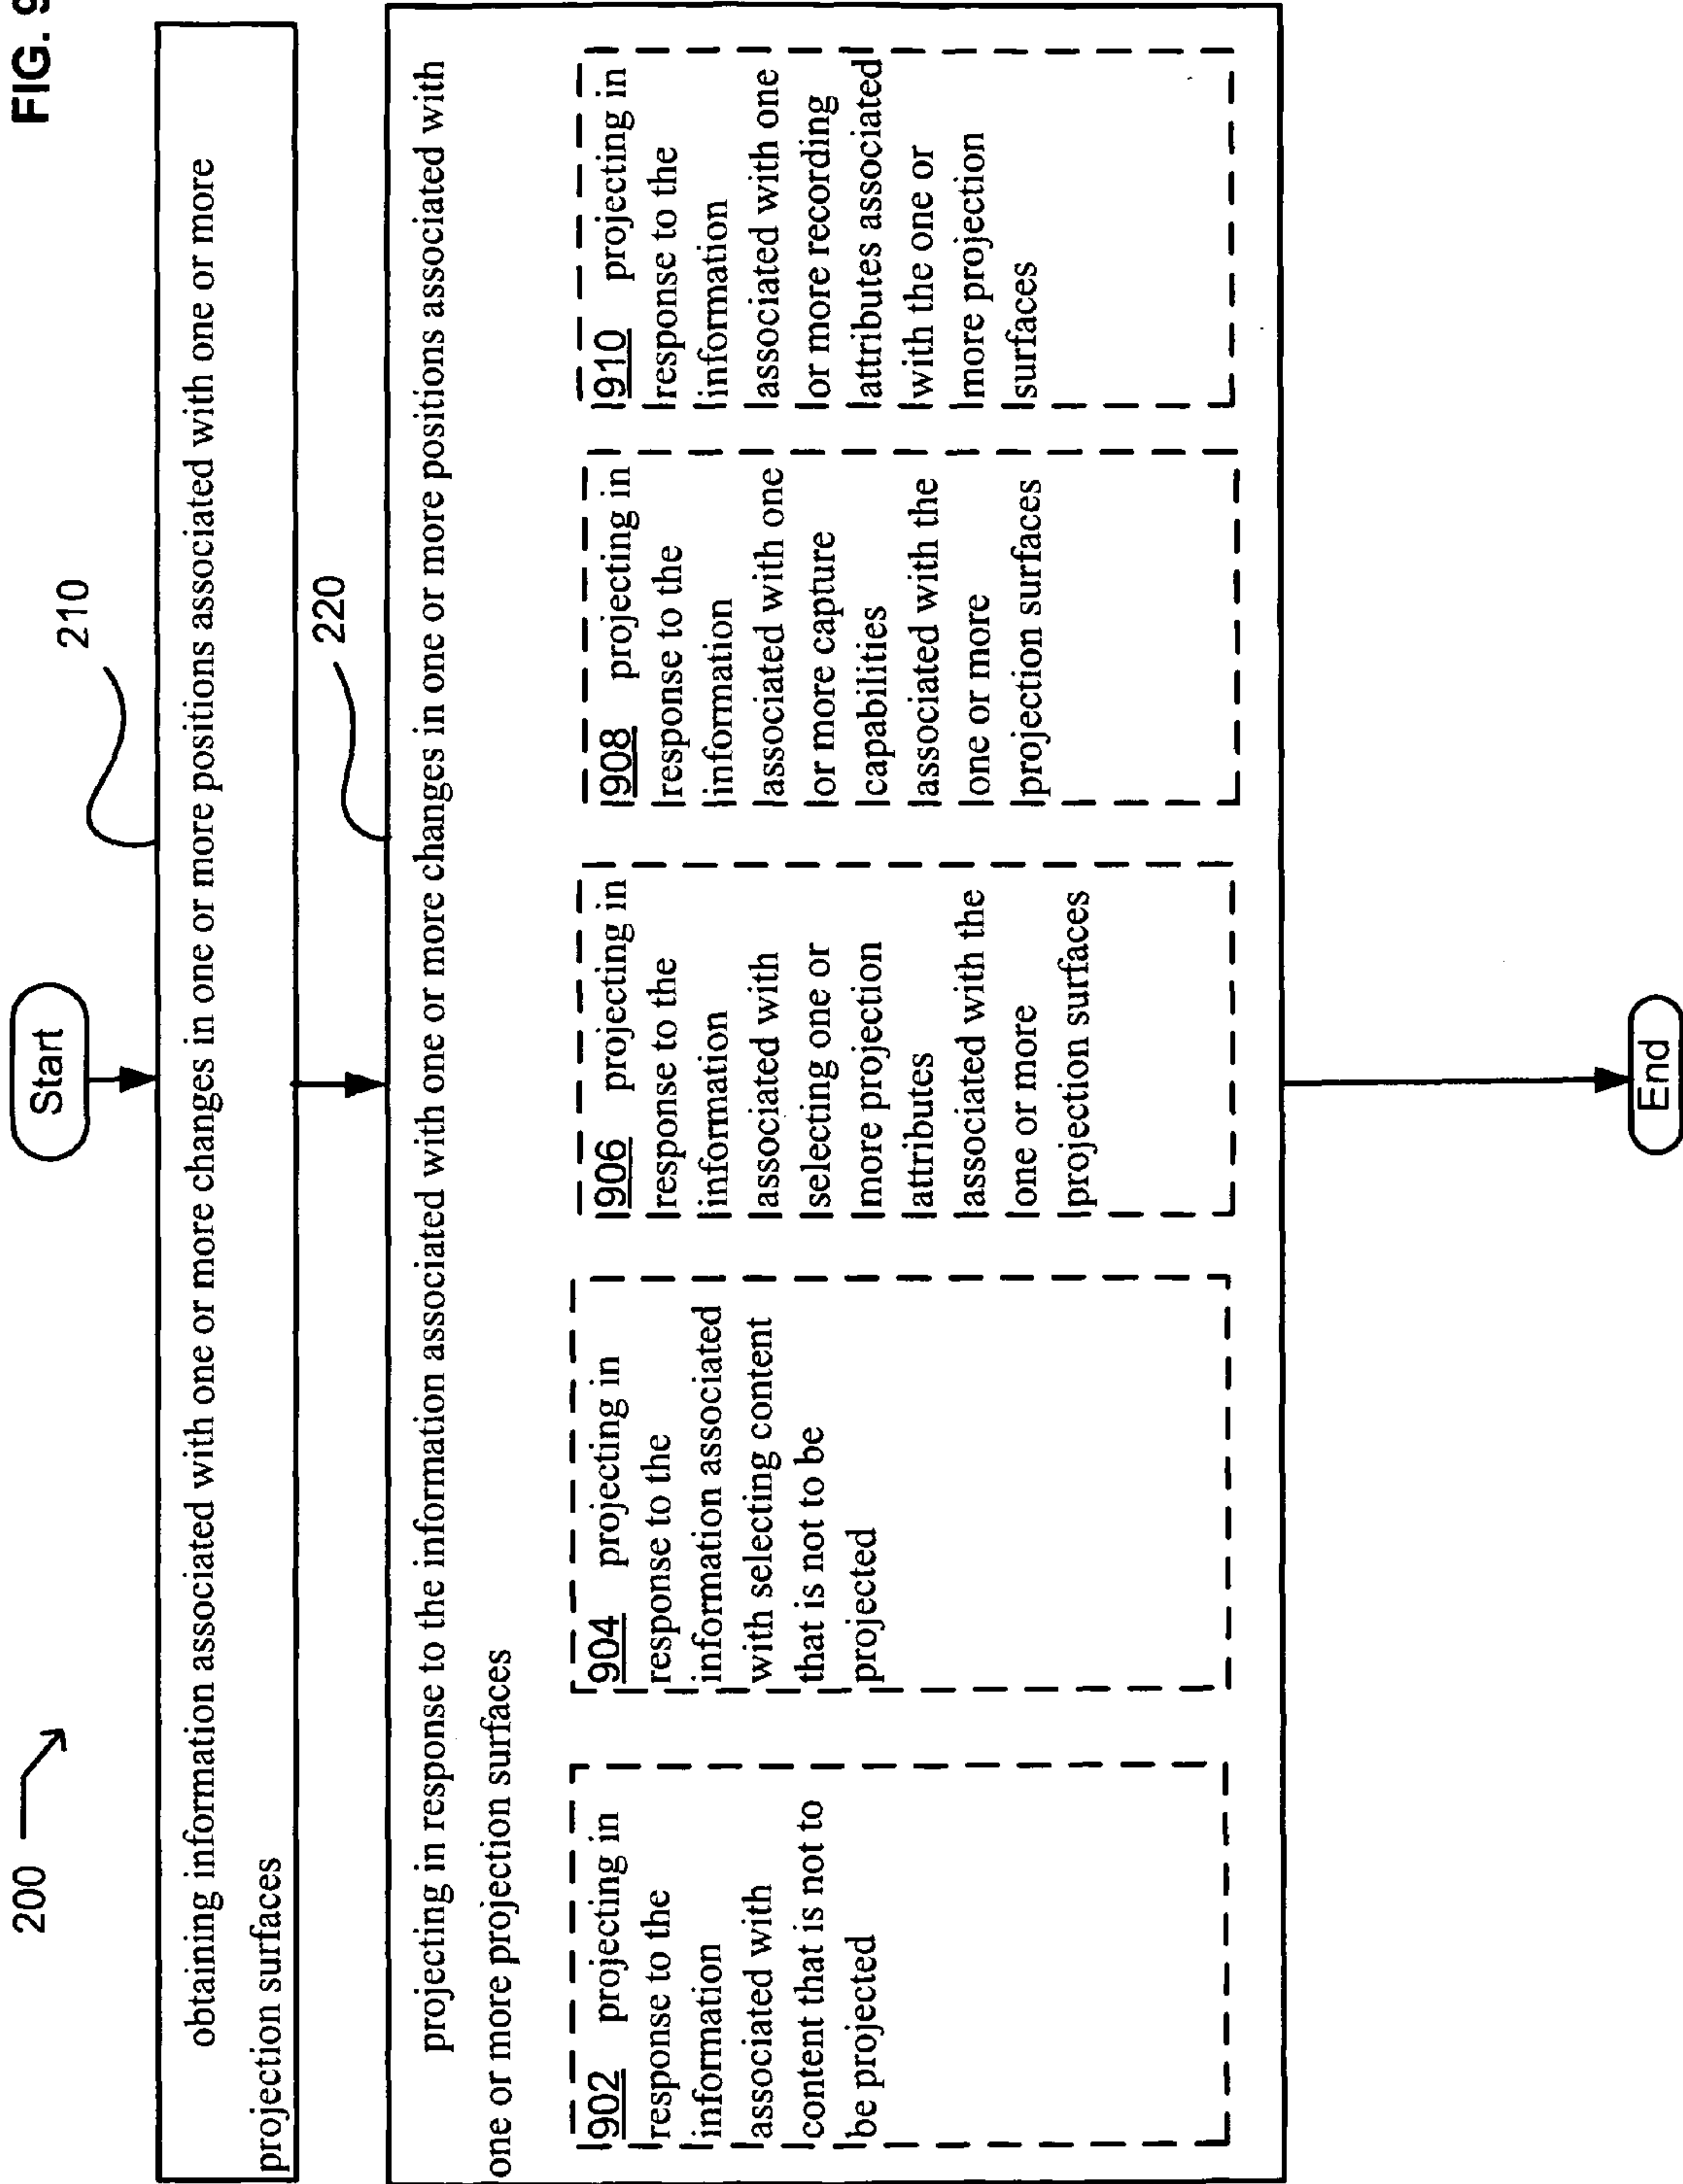 FIG. 9
200
Start
210
obtaining information associated with one or more changes in one or more positions associated with one or more
projection surfaces
220
projecting in response to the information associated with one or more changes in one or more positions associated with
one or more projection surfaces
902 projecting in
response to the
information
associated with
content that is not to
be projected
904 projecting in
response to the
information associated
with selecting content
that is not to be
projected
906 projecting in
response to the
information
associated with
selecting one or
more projection
attributes
associated with the
one or more
projection surfaces
908 projecting in
response to the
information
associated with one
or more capture
capabilities
associated with the
one or more
projection surfaces
910 projecting in
response to the
information
associated with one
or more recording
attributes associated
with the one or
more projection
surfaces
End